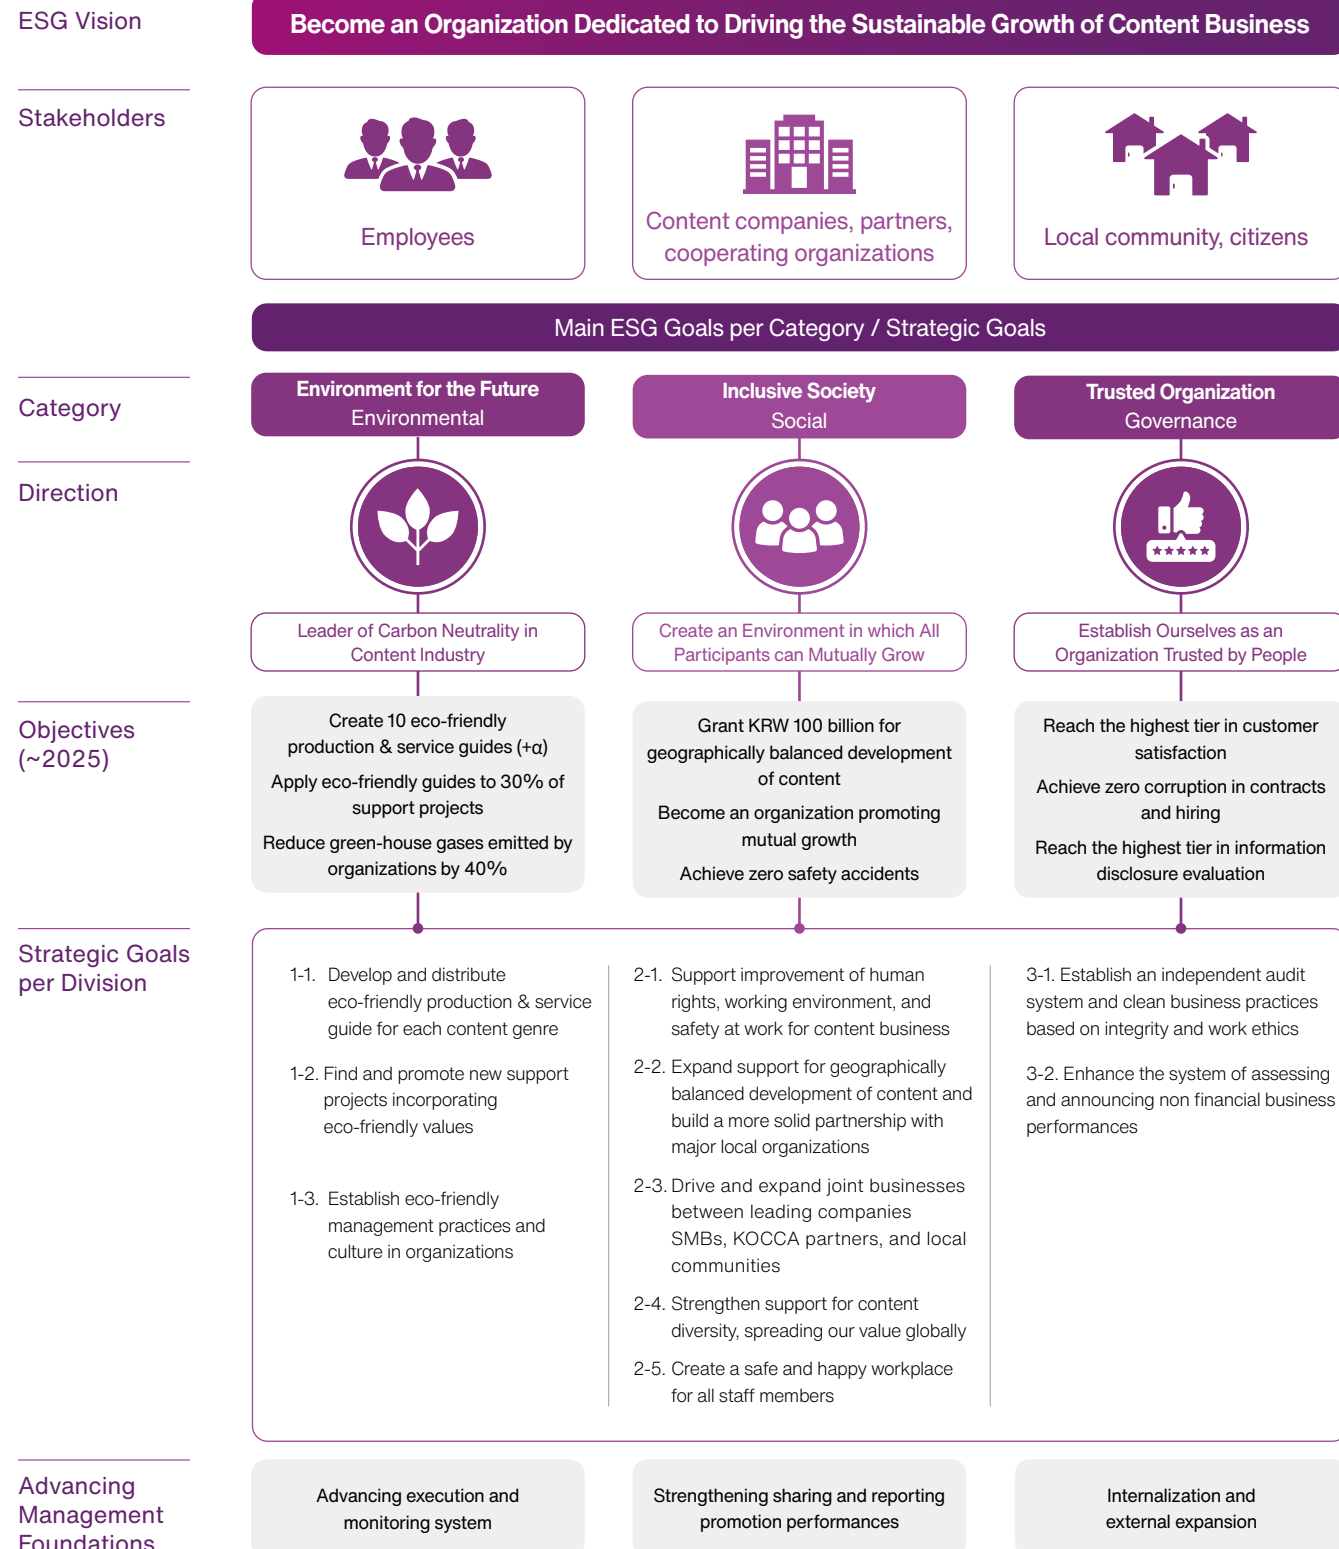 ESG Vision
Become an Organization Dedicated to Driving the Sustainable Growth of Content Business
Stakeholders
Employees
Content companies, partners,
cooperating organizations
Local community, citizens
Main ESG Goals per Category / Strategic Goals
Category
Environment for the Future
Environmental
Inclusive Society
Social
Trusted Organization
Governance
Direction
Leader of Carbon Neutrality in
Content Industry
Create an Environment in which All
Participants can Mutually Grow
Establish Ourselves as an
Organization Trusted by People
Objectives
(~2025)
Create 10 eco-friendly
production & service guides (+α)
Apply eco-friendly guides to 30% of
support projects
Reduce green-house gases emitted by
organizations by 40%
Grant KRW 100 billion for
geographically balanced development
of content
Become an organization promoting
mutual growth
Achieve zero safety accidents
Reach the highest tier in customer
satisfaction
Achieve zero corruption in contracts
and hiring
Reach the highest tier in information
disclosure evaluation
Strategic Goals
per Division
1-1. Develop and distribute
eco-friendly production & service
guide for each content genre
1-2. Find and promote new support
projects incorporating
eco-friendly values
1-3. Establish eco-friendly
management practices and
culture in organizations
2-1. Support improvement of human
rights, working environment, and
safety at work for content business
2-2. Expand support for geographically
balanced development of content and
build a more solid partnership with
major local organizations
2-3. Drive and expand joint businesses
between leading companies
SMBs, KOCCA partners, and local
communities
2-4. Strengthen support for content
diversity, spreading our value globally
2-5. Create a safe and happy workplace
for all staff members
3-1. Establish an independent audit
system and clean business practices
based on integrity and work ethics
3-2. Enhance the system of assessing
and announcing non financial business
performances
Advancing
Management
Foundations
Advancing execution and
monitoring system
Strengthening sharing and reporting
promotion performances
Internalization and
external expansion